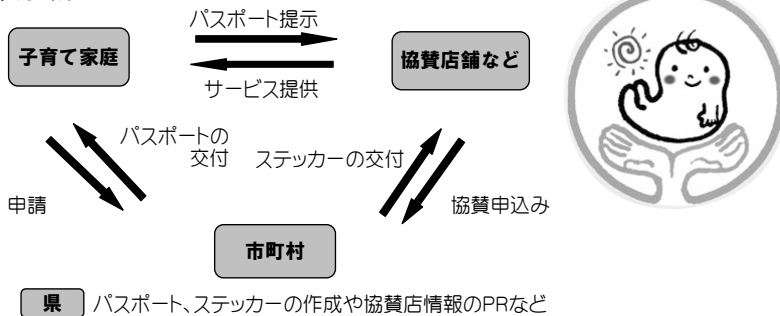 パスポート提示
子育て家庭
協賛店舗など
サービス提供
パスポートの
交付
ステッカーの交付
申請
協賛申込み
市町村
県 パスポート、ステッカーの作成や協賛店情報のPRなど